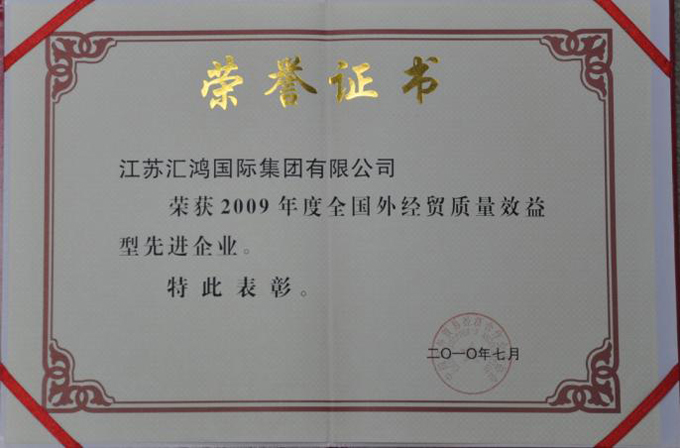 荣誉证书
江苏汇鸿国际集团有限公司
荣获2009年度全国外经贸质量效益
型先进企业。
特此表彰。
二〇一〇年七月